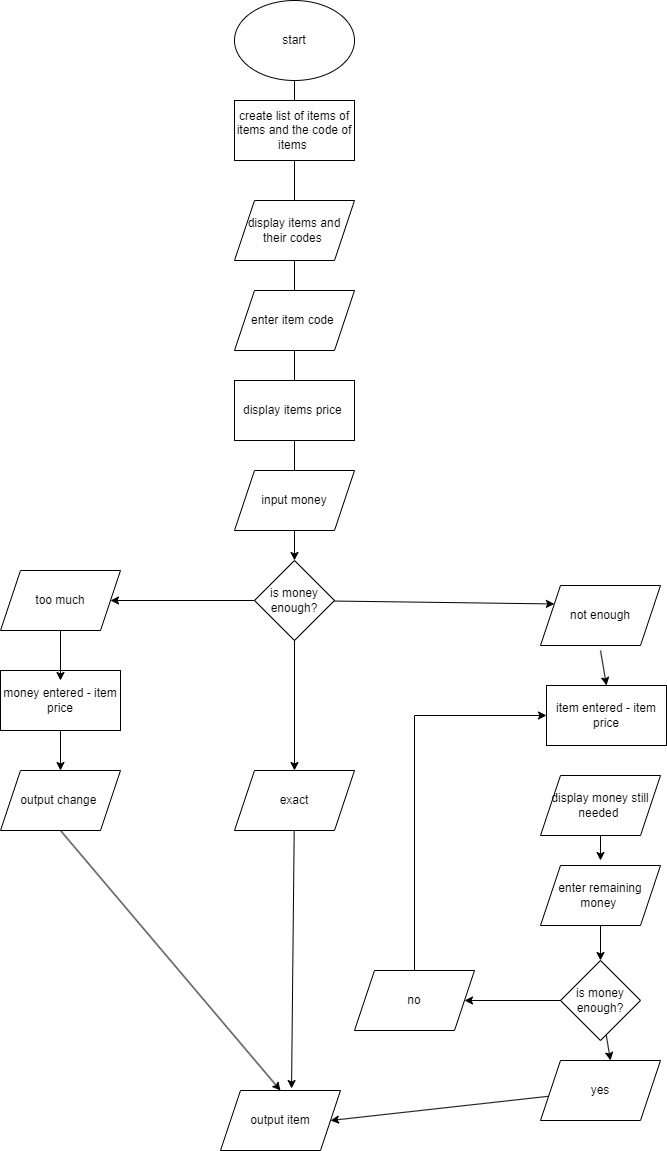 start
create list of items of
items and the code of
items
display items and
their codes
enter item code
display items price
input money
is money
enough?
too much
not enough
money entered - item
price
item entered - item
price
output change
exact
display money still
needed
enter remaining
money
is money
enough?
no
yes
output item